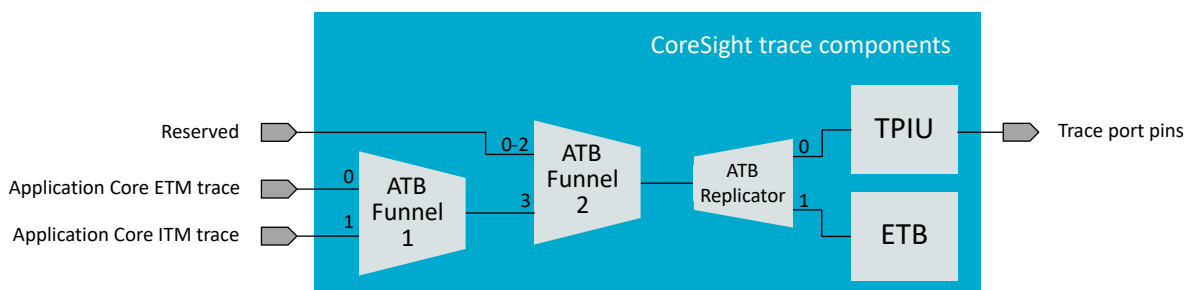 CoreSight trace components
Reserved
0-2
ATB
Funnel
2
3
Application Core ETM trace
0
ATB
Funnel
1
Application Core ITM trace
1
ATB
Replicator
0
1
TPIU
ETB
Trace port pins